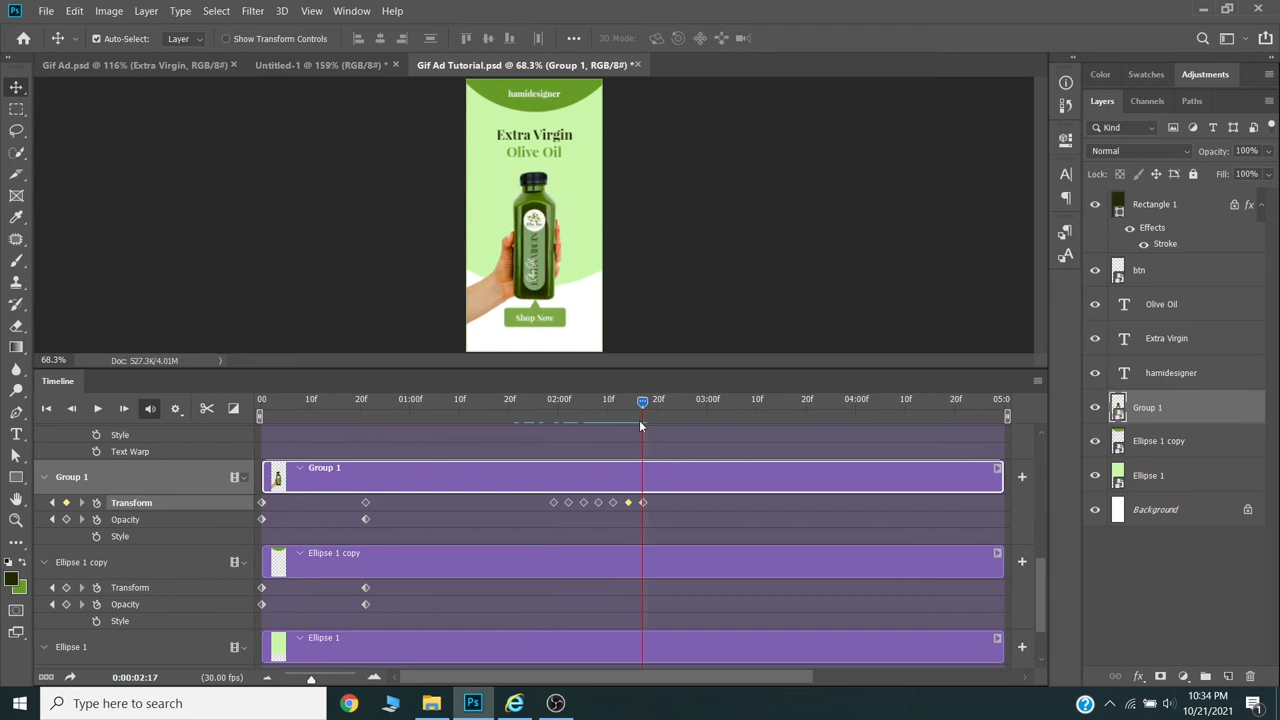 Ps File Edit Image Layer Type Select Filter 3D View Window Help
Auto-Select: Layer Show Transform Controls 3D Mode:
Gif Ad.psd @ 116% (Extra Virgin, RGB/8#) * Untitled-1 @ 159% (RGB/8#) * Gif Ad Tutorial.psd @ 68.3% (Group 1, RGB/8#) *
hamidesigner
Extra Virgin
Olive Oil
Shop Now
68.3% Doc: 527.3K/4.01M
Timeline
00 10f 20f 01:00f 10f 20f 02:00f 10f 20f 03:00f 10f 20f 04:00f 10f 20f 05:0
Style
Text Warp
Group 1 Group 1
Transform
Opacity
Style
Ellipse 1 copy Ellipse 1 copy
Transform
Opacity
Style
Ellipse 1 Ellipse 1
0:00:02:17 (30.00 fps)
Color Swatches Adjustments
Layers Channels Paths
Kind
Normal Opacity: 100%
Lock: Fill: 100%
Rectangle 1 fx
Effects
Stroke
btn
Olive Oil
Extra Virgin
hamidesigner
Group 1
Ellipse 1 copy
Ellipse 1
Background
Type here to search
10:34 PM
10/21/2021